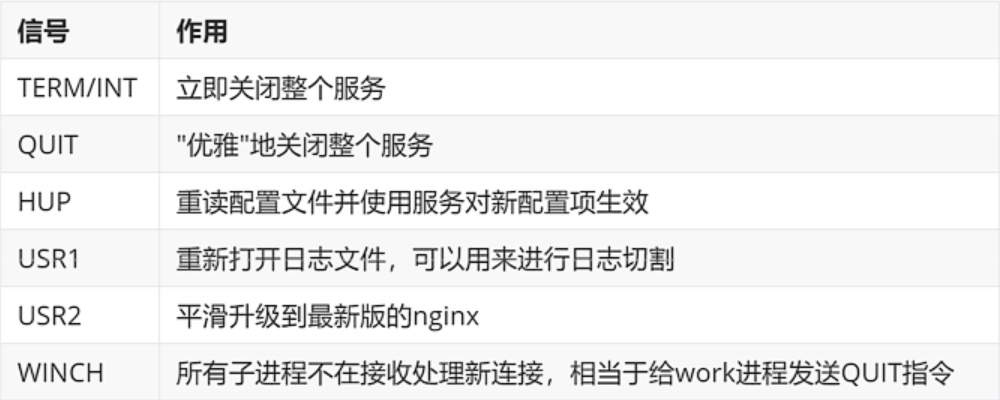 信号 作用
TERM/INT 立即关闭整个服务
QUIT "优雅"地关闭整个服务
HUP 重读配置文件并使用服务对新配置项生效
USR1 重新打开日志文件，可以用来进行日志切割
USR2 平滑升级到最新版的nginx
WINCH 所有子进程不在接收处理新连接，相当于给work进程发送QUIT指令